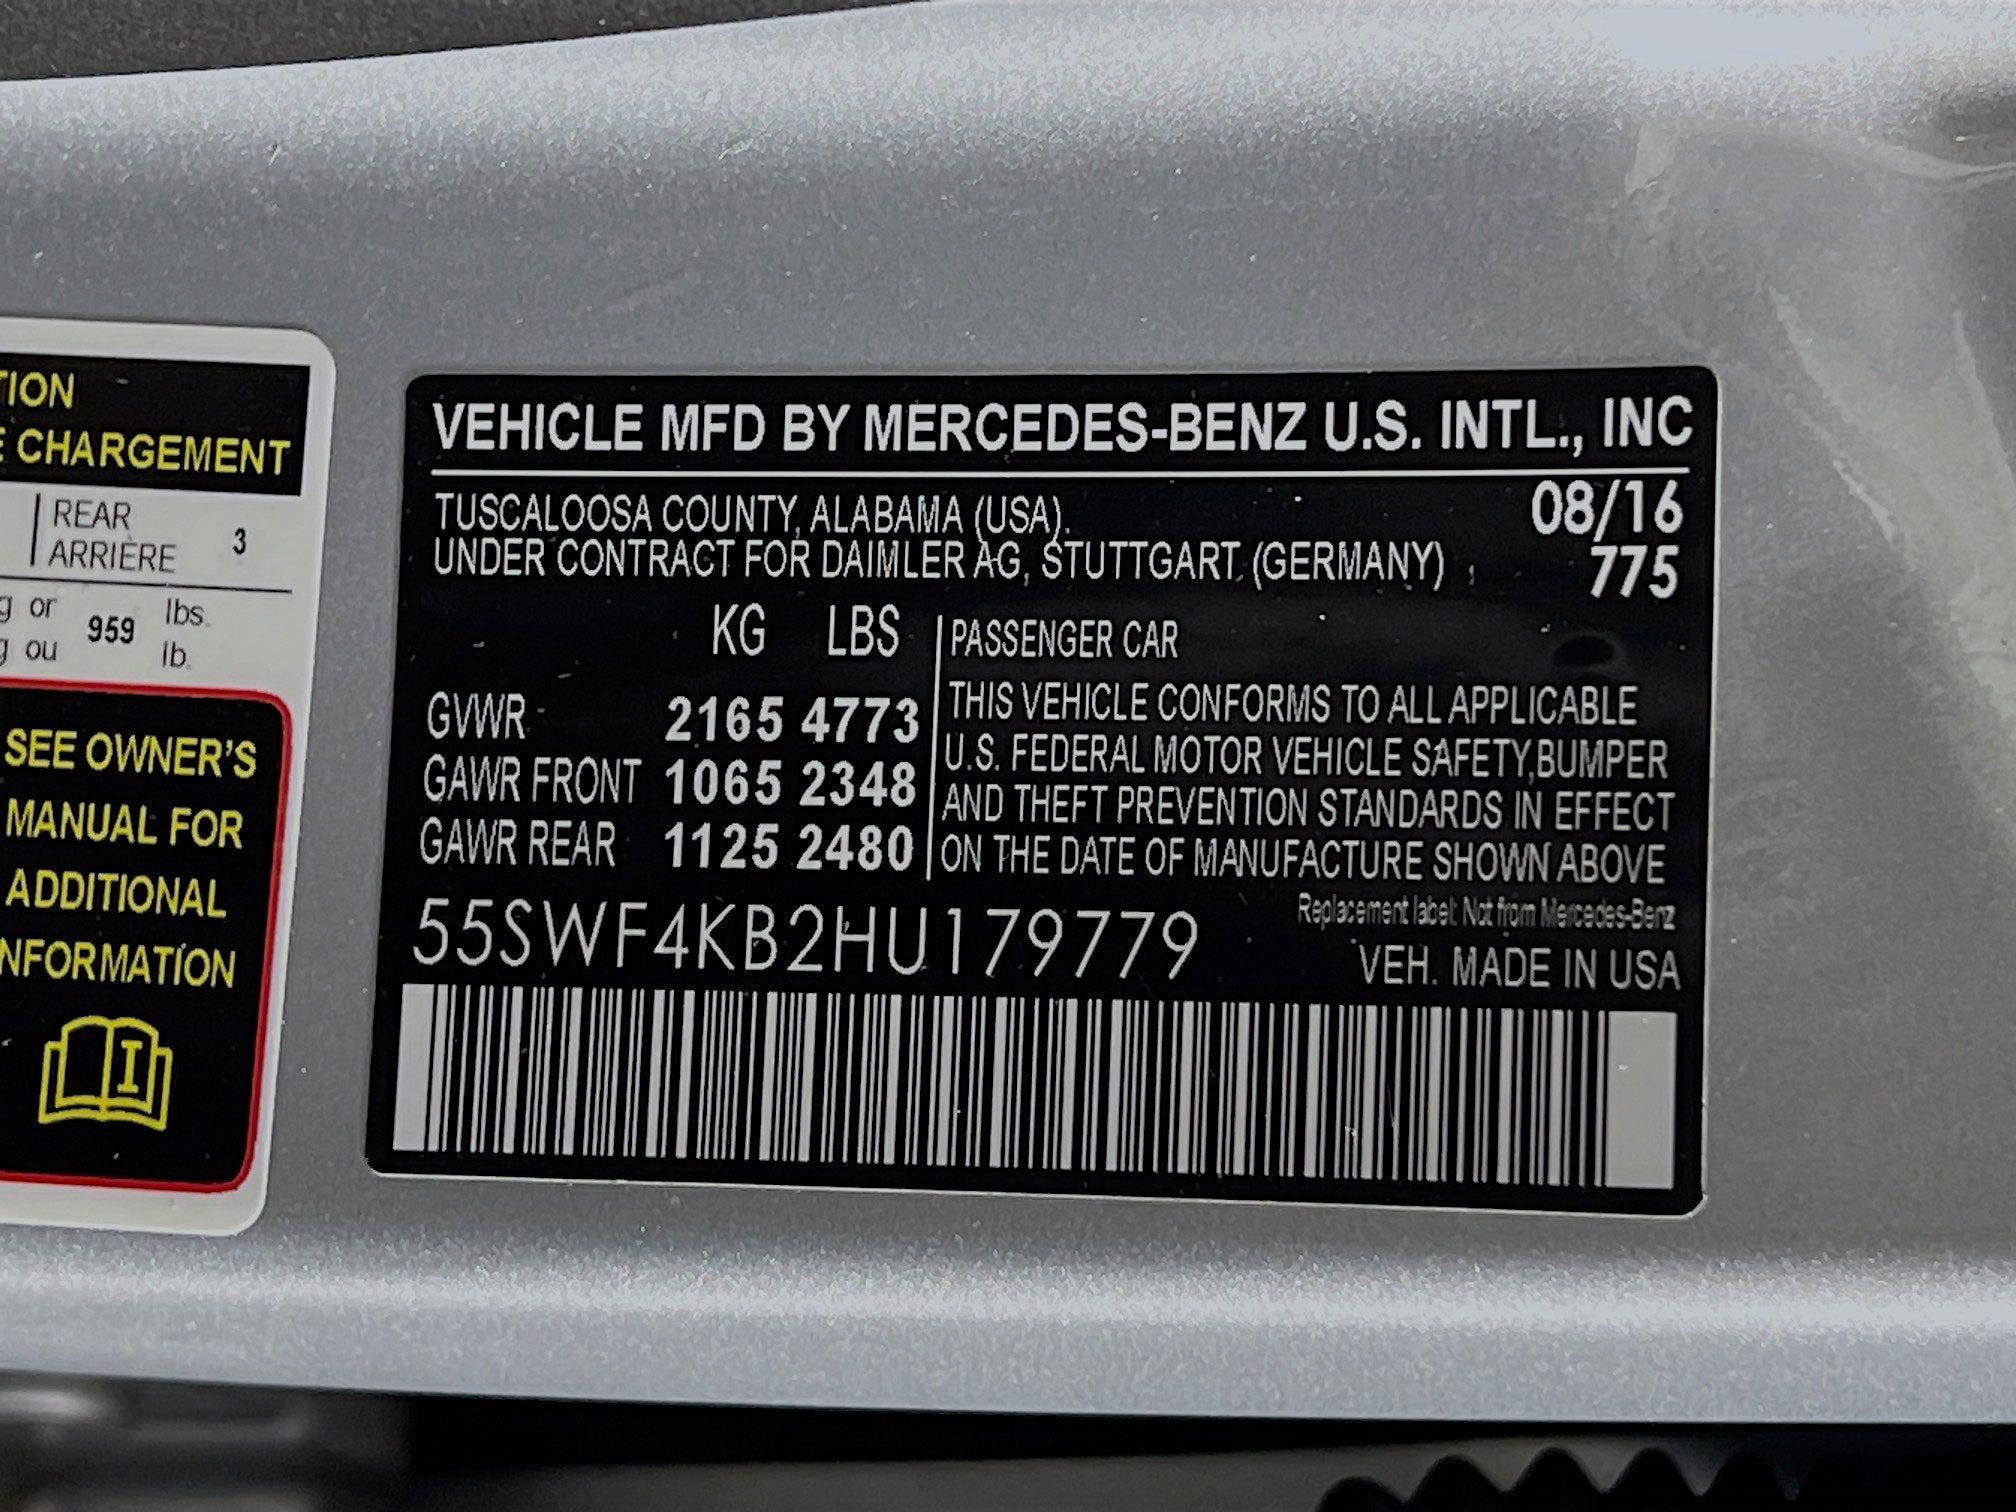 TION
E CHARGEMENT
REAR
ARRIÈRE 3
g or 959 lbs.
g ou lb.
SEE OWNER'S
MANUAL FOR
ADDITIONAL
INFORMATION
VEHICLE MFD BY MERCEDES-BENZ U.S. INTL., INC
TUSCALOOSA COUNTY, ALABAMA (USA). 08/16
UNDER CONTRACT FOR DAIMLER AG, STUTTGART (GERMANY) 775
KG LBS
GVWR 2165 4773
GAWR FRONT 1065 2348
GAWR REAR 1125 2480
PASSENGER CAR
THIS VEHICLE CONFORMS TO ALL APPLICABLE
U.S. FEDERAL MOTOR VEHICLE SAFETY,BUMPER
AND THEFT PREVENTION STANDARDS IN EFFECT
ON THE DATE OF MANUFACTURE SHOWN ABOVE
Replacement label: Not from Mercedes-Benz
55SWF4KB2HU179779
VEH. MADE IN USA